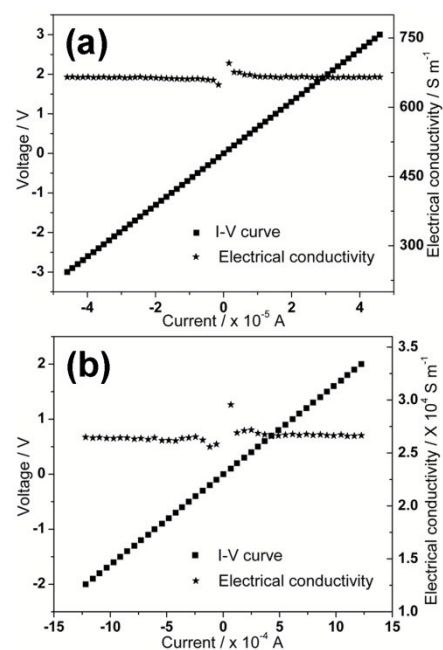 (a)
3
2
1
0
-1
-2
-3
Voltage / V
750
600
450
300
Electrical conductivity / S m⁻¹
I-V curve
Electrical conductivity
-4 -2 0 2 4
Current / x 10⁻⁵ A
(b)
2
1
0
-1
-2
Voltage / V
3.5
3.0
2.5
2.0
1.5
1.0
Electrical conductivity / X 10⁴ S m⁻¹
I-V curve
Electrical conductivity
-15 -10 -5 0 5 10 15
Current / x 10⁻⁴ A